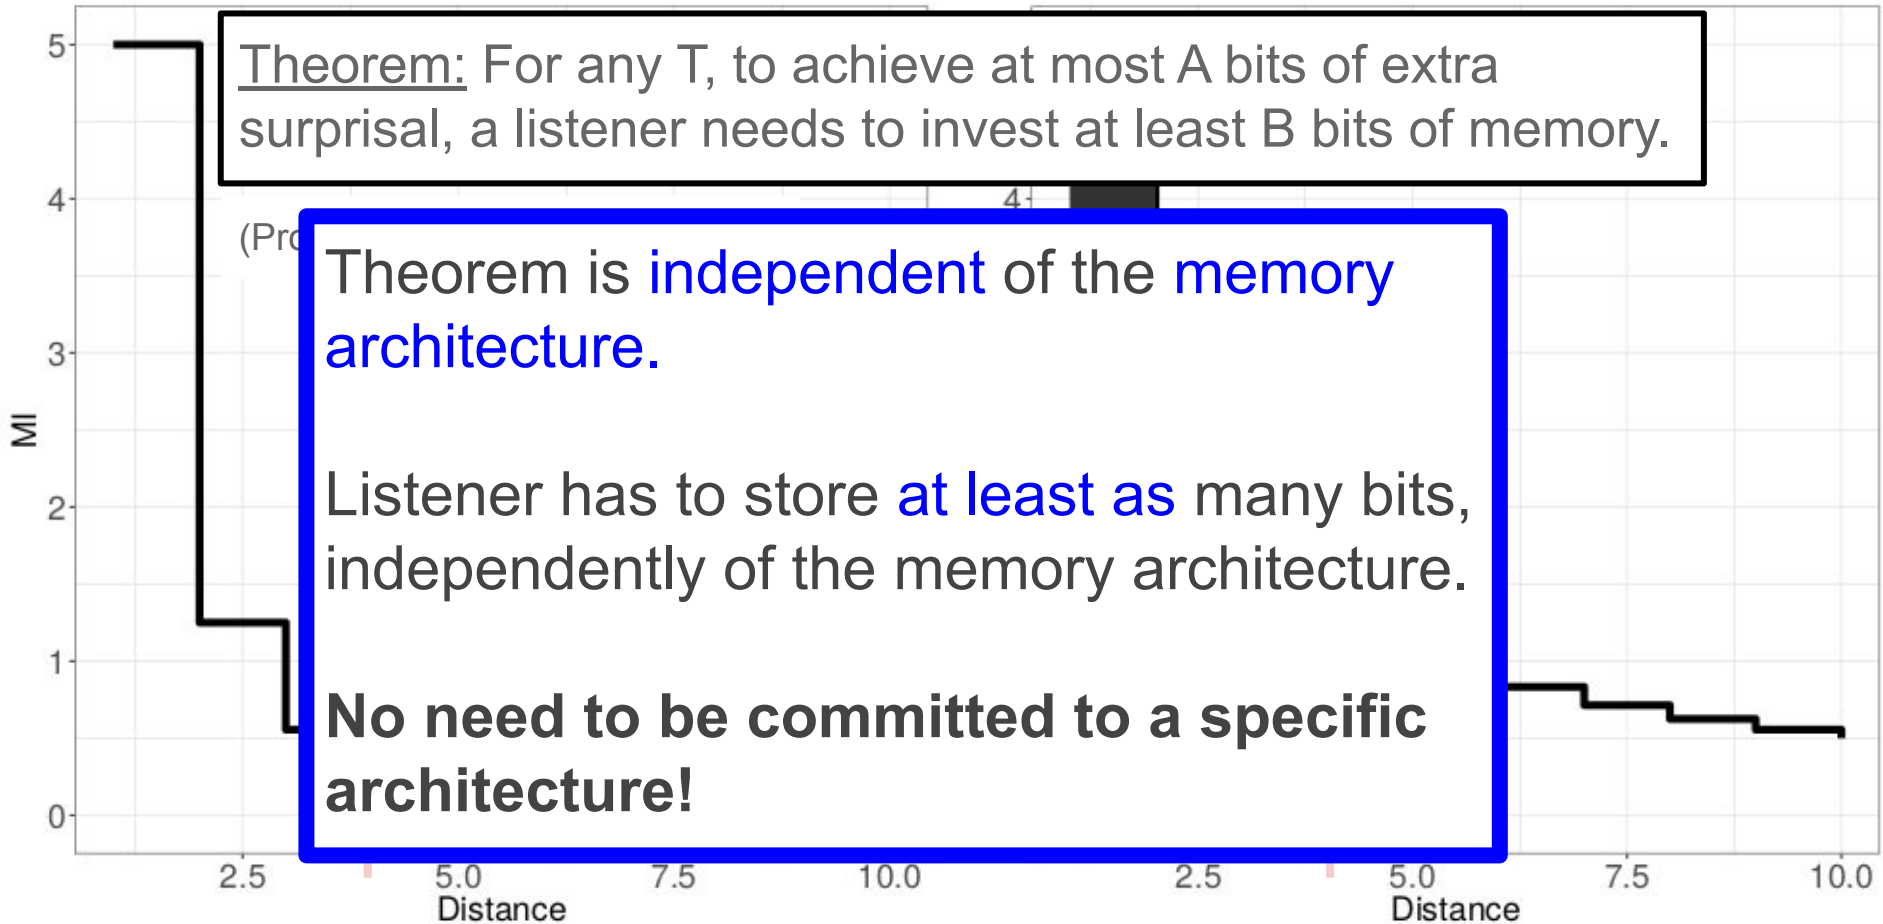 Theorem: For any T, to achieve at most A bits of extra
surprisal, a listener needs to invest at least B bits of memory.
Theorem is independent of the memory
architecture.
Listener has to store at least as many bits,
independently of the memory architecture.
No need to be committed to a specific
architecture!
5
4
3
2
1
0
MI
2.5 5.0 7.5 10.0
Distance
4
2.5 5.0 7.5 10.0
Distance